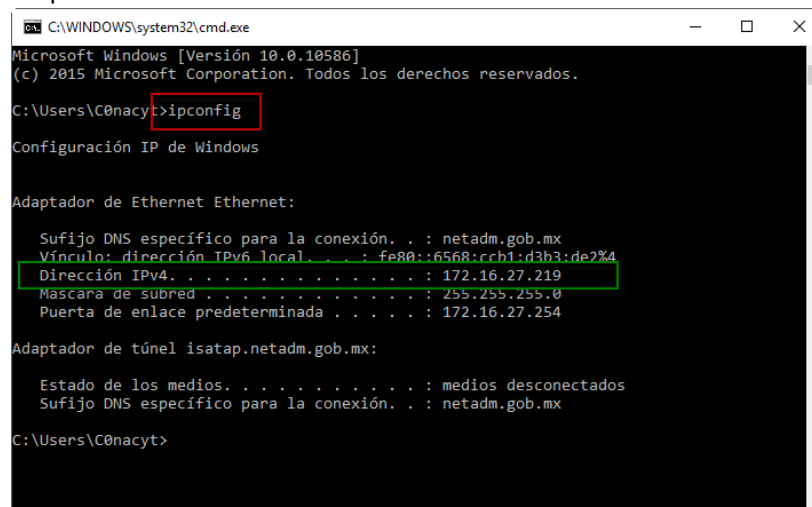 C:\WINDOWS\system32\cmd.exe
Microsoft Windows [Versión 10.0.10586]
(c) 2015 Microsoft Corporation. Todos los derechos reservados.
C:\Users\C0nacyt>ipconfig
Configuración IP de Windows
Adaptador de Ethernet Ethernet:
Sufijo DNS específico para la conexión. . : netadm.gob.mx
Vínculo: dirección IPv6 local. . . : fe80::6568:ccb1:d3b3:de2%4
Dirección IPv4. . . . . . . . . . . . . . : 172.16.27.219
Máscara de subred . . . . . . . . . . . . : 255.255.255.0
Puerta de enlace predeterminada . . . . . : 172.16.27.254
Adaptador de túnel isatap.netadm.gob.mx:
Estado de los medios. . . . . . . . . . . : medios desconectados
Sufijo DNS específico para la conexión. . : netadm.gob.mx
C:\Users\C0nacyt>